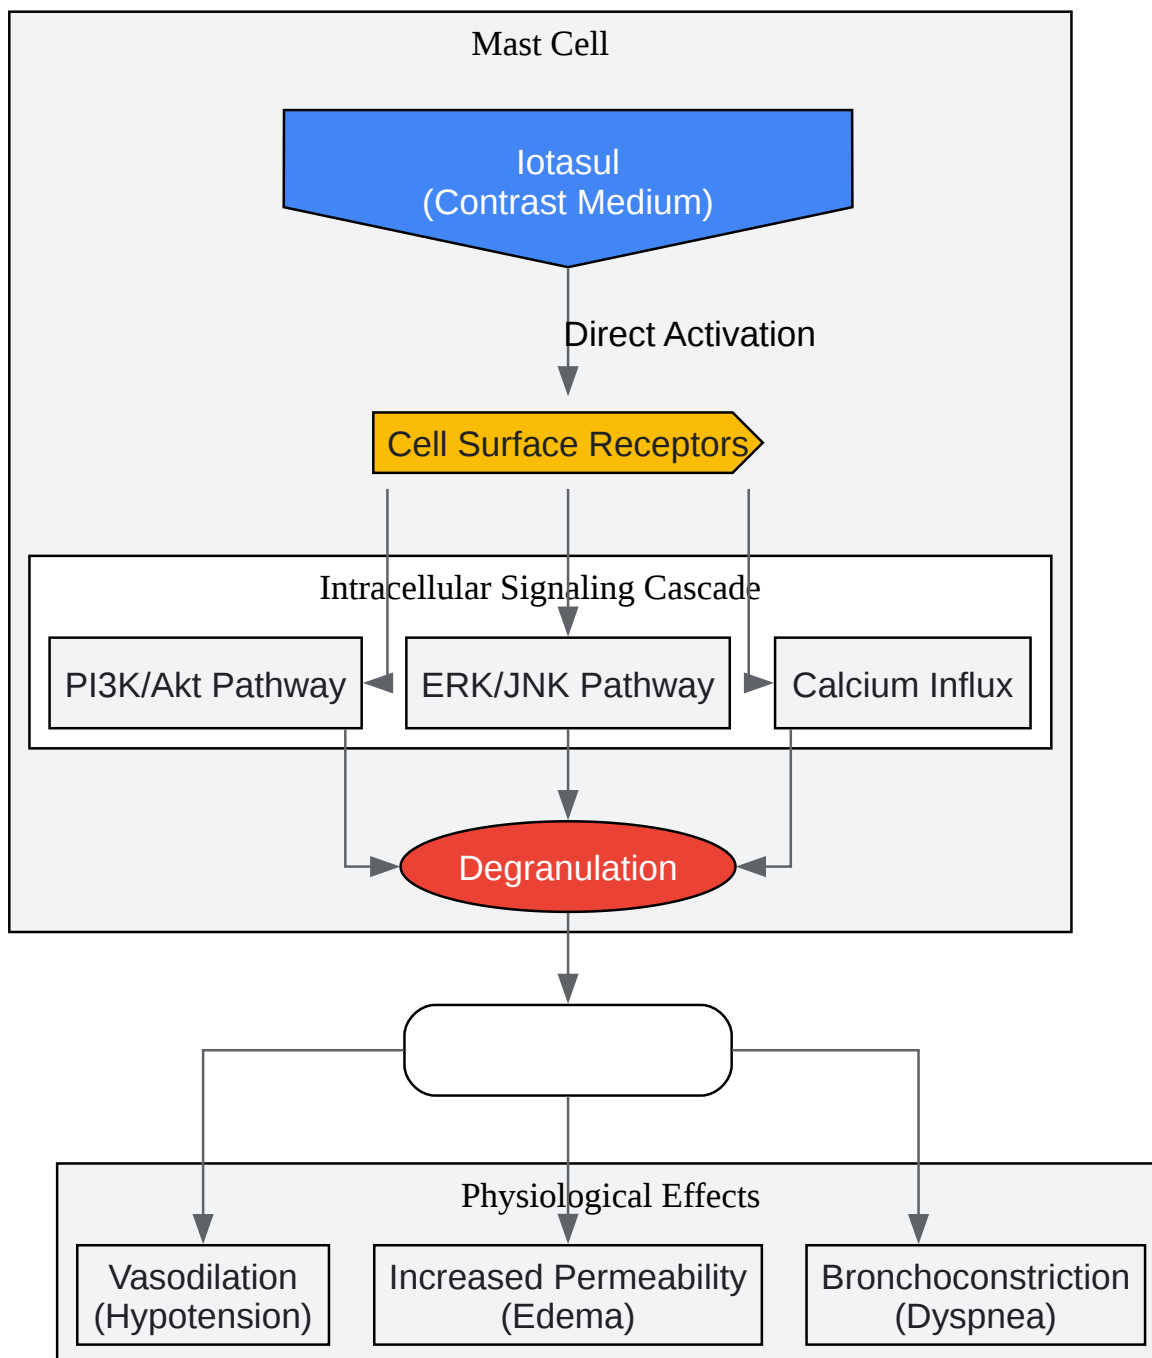 Mast Cell
Iotasul
(Contrast Medium)
Direct Activation
Cell Surface Receptors
Intracellular Signaling Cascade
PI3K/Akt Pathway
ERK/JNK Pathway
Calcium Influx
Degranulation
Physiological Effects
Vasodilation
(Hypotension)
Increased Permeability
(Edema)
Bronchoconstriction
(Dyspnea)